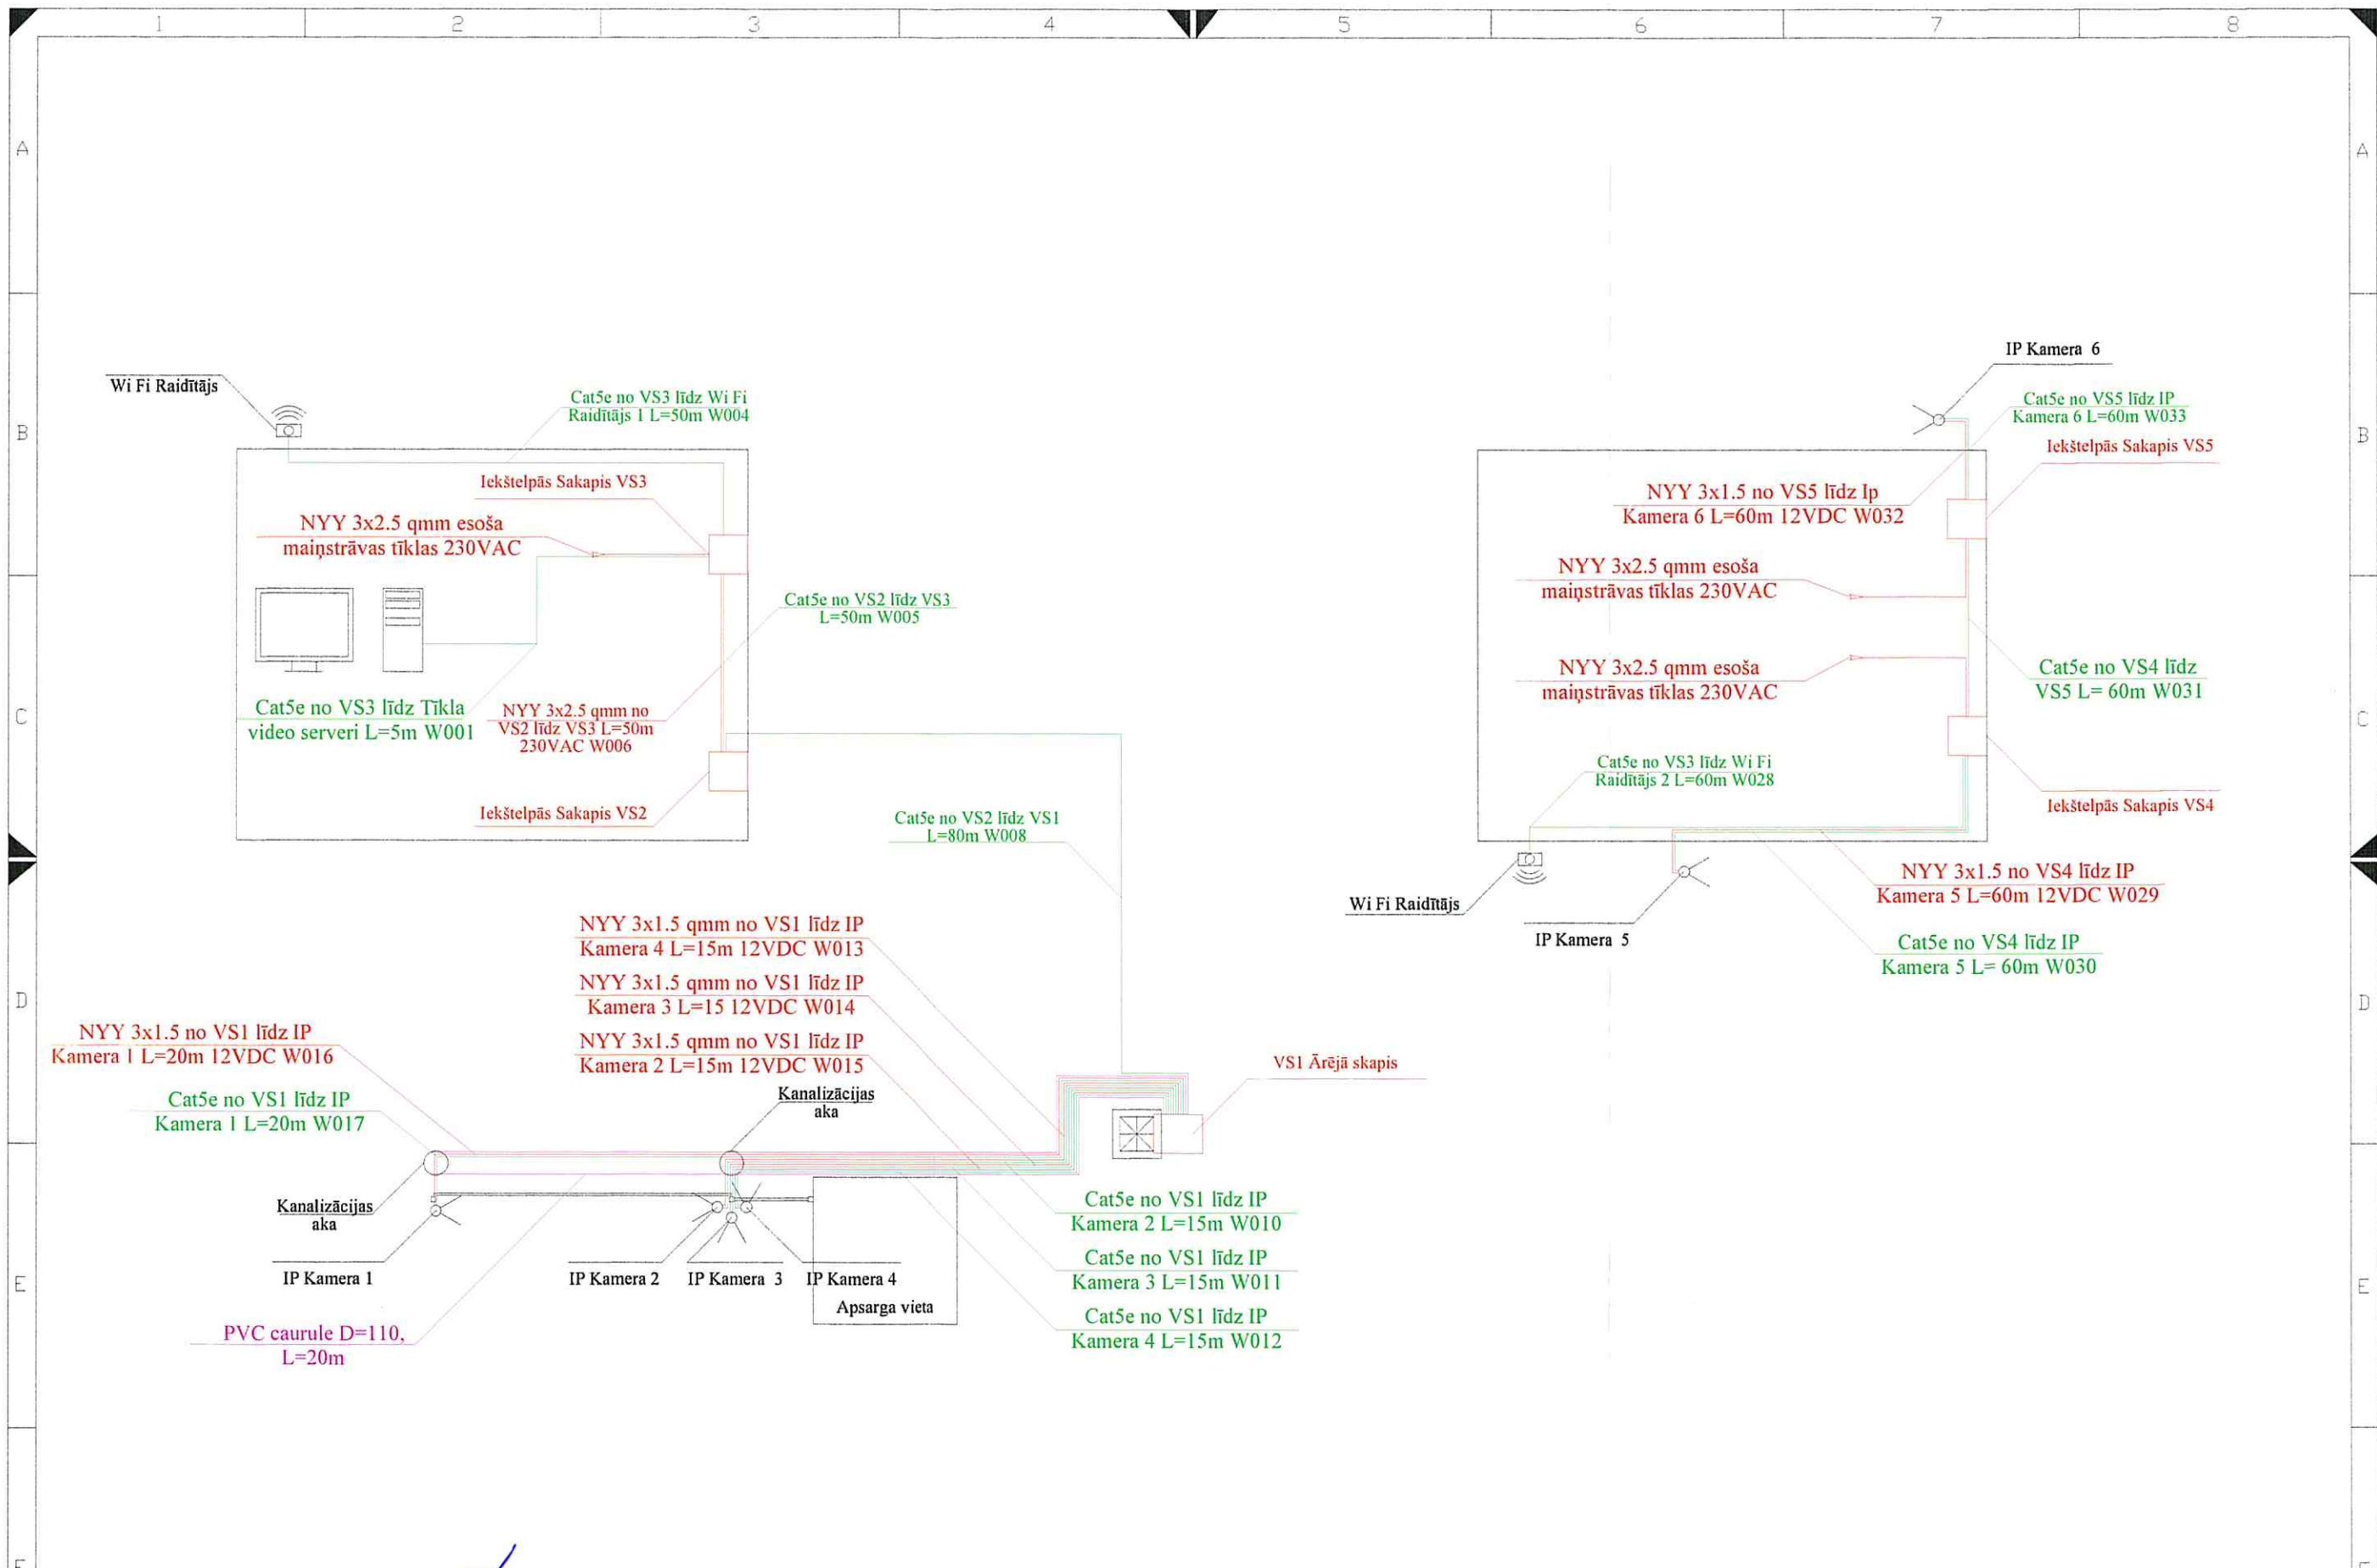 1 2 3 4 5 6 7 8
A A
B B
C C
D D
E E
Wi Fi Raidītājs
Cat5e no VS3 līdz Wi Fi
Raidītājs 1 L=50m W004
Iekštelpās Sakapis VS3
NYY 3x2.5 qmm esoša
maiņstrāvas tīklas 230VAC
Cat5e no VS2 līdz VS3
L=50m W005
Cat5e no VS3 līdz Tīkla
video serveri L=5m W001
NYY 3x2.5 qmm no
VS2 līdz VS3 L=50m
230VAC W006
Iekštelpās Sakapis VS2
Cat5e no VS2 līdz VS1
L=80m W008
NYY 3x1.5 qmm no VS1 līdz IP
Kamera 4 L=15m 12VDC W013
NYY 3x1.5 qmm no VS1 līdz IP
Kamera 3 L=15 12VDC W014
NYY 3x1.5 qmm no VS1 līdz IP
Kamera 2 L=15m 12VDC W015
NYY 3x1.5 no VS1 līdz IP
Kamera 1 L=20m 12VDC W016
Cat5e no VS1 līdz IP
Kamera 1 L=20m W017
Kanalizācijas
aka
VS1 Ārējā skapis
Kanalizācijas
aka
IP Kamera 1
IP Kamera 2
IP Kamera 3
IP Kamera 4
Apsarga vieta
PVC caurule D=110,
L=20m
Cat5e no VS1 līdz IP
Kamera 2 L=15m W010
Cat5e no VS1 līdz IP
Kamera 3 L=15m W011
Cat5e no VS1 līdz IP
Kamera 4 L=15m W012
IP Kamera 6
Cat5e no VS5 līdz IP
Kamera 6 L=60m W033
Iekštelpās Sakapis VS5
NYY 3x1.5 no VS5 līdz Ip
Kamera 6 L=60m 12VDC W032
NYY 3x2.5 qmm esoša
maiņstrāvas tīklas 230VAC
NYY 3x2.5 qmm esoša
maiņstrāvas tīklas 230VAC
Cat5e no VS4 līdz
VS5 L= 60m W031
Cat5e no VS3 līdz Wi Fi
Raidītājs 2 L=60m W028
Iekštelpās Sakapis VS4
Wi Fi Raidītājs
IP Kamera 5
NYY 3x1.5 no VS4 līdz IP
Kamera 5 L=60m 12VDC W029
Cat5e no VS4 līdz IP
Kamera 5 L= 60m W030